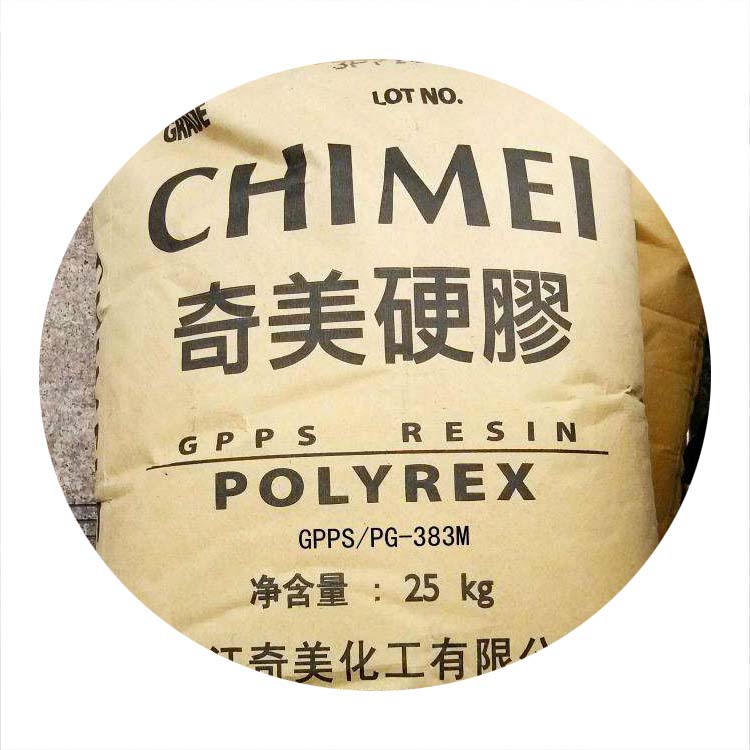 LOT NO.
GRADE
CHIMEI
奇美硬膠
GPPS RESIN
POLYREX
GPPS/PG-383M
净含量 : 25 kg
江奇美化工有限公